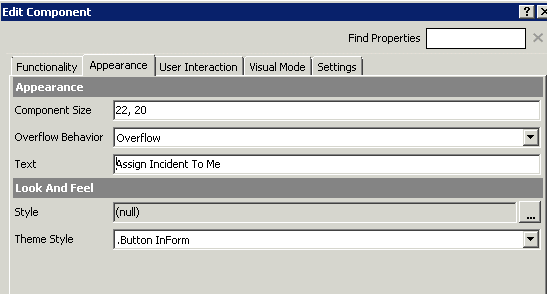 Edit Component ? ×
Find Properties
Functionality Appearance User Interaction Visual Mode Settings
Appearance
Component Size 22, 20
Overflow Behavior Overflow
Text Assign Incident To Me
Look And Feel
Style (null) ...
Theme Style .Button InForm